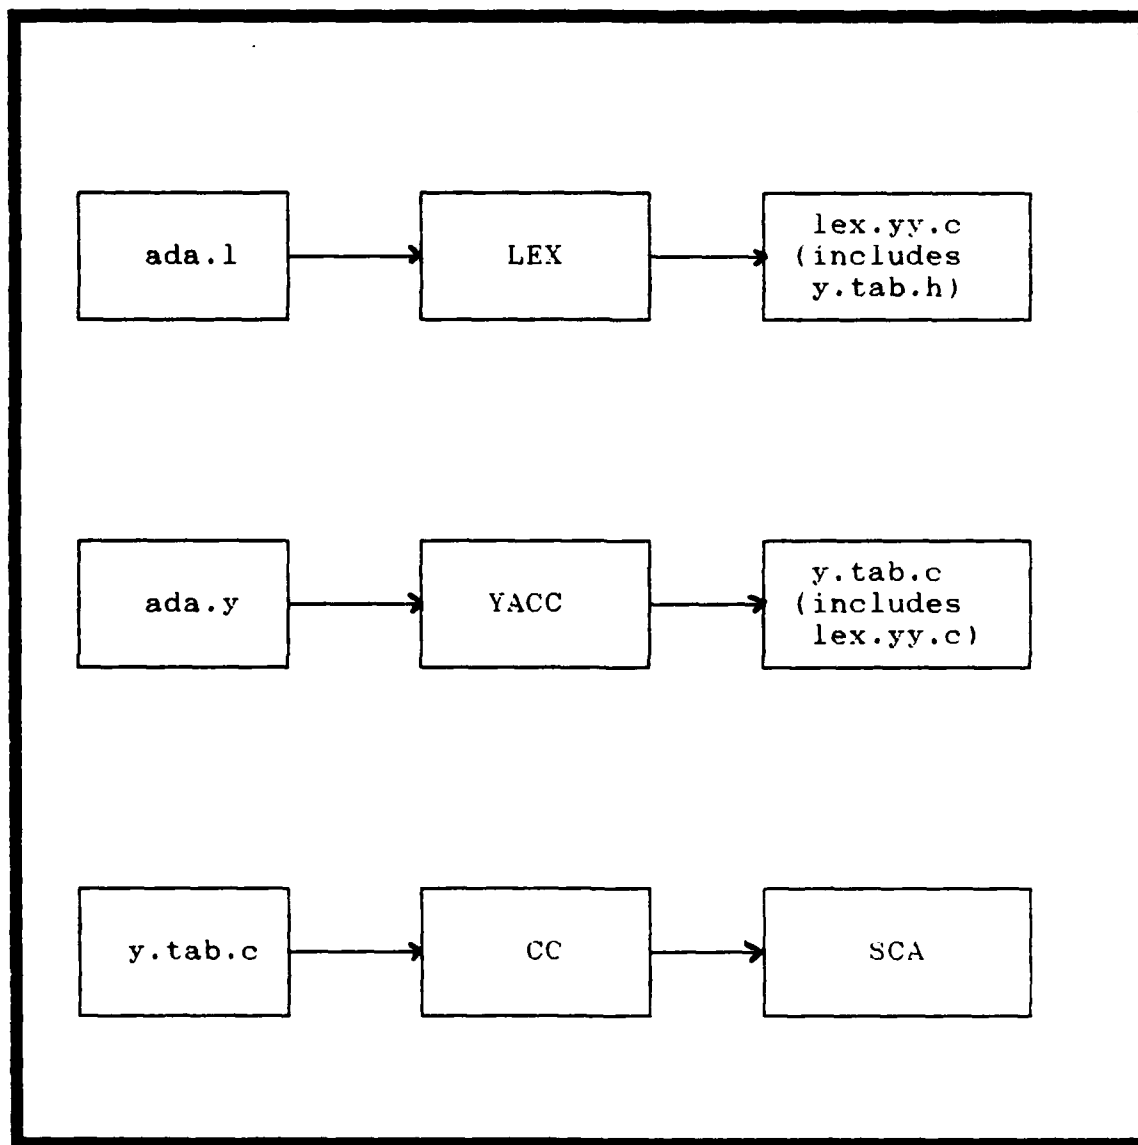 ada.l
LEX
lex.yy.c
(includes
y.tab.h)
ada.y
YACC
y.tab.c
(includes
lex.yy.c)
y.tab.c
CC
SCA